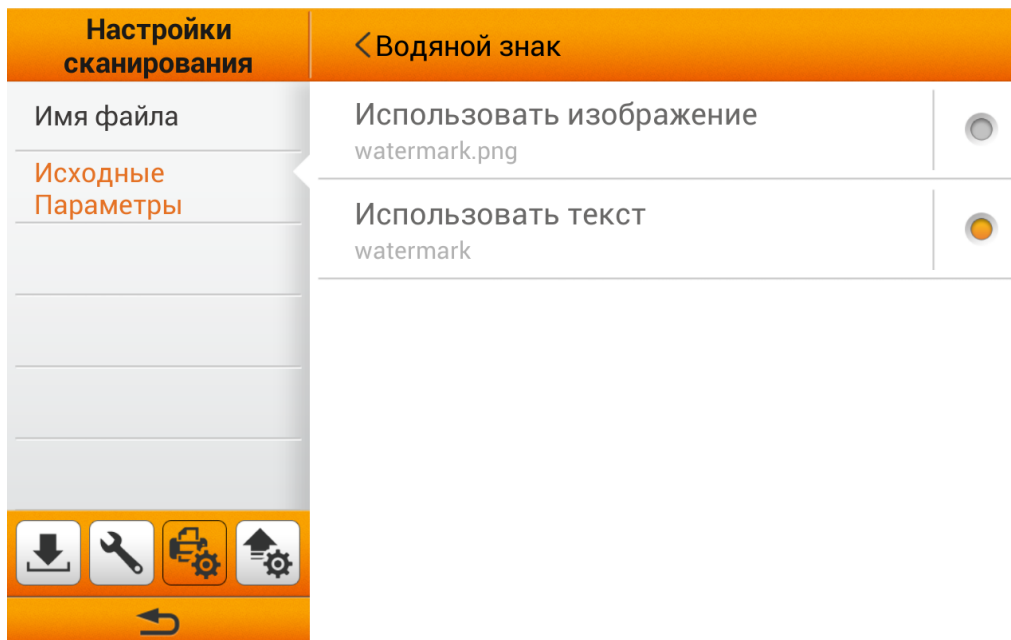 Настройки
сканирования
Водяной знак
Имя файла
Исходные
Параметры
Использовать изображение
watermark.png
Использовать текст
watermark